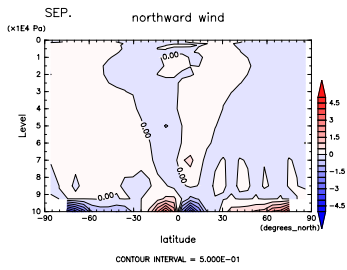 SEP.
northward wind
(×1E4 Pa)
Level
0
1
2
3
4
5
6
7
8
9
10
0.00
0.00
0.00
0.00
−90 −60 −30 0 30 60 90
(degrees_north)
latitude
4.5
3
1.5
0
−1.5
−3
−4.5
CONTOUR INTERVAL = 5.000E−01